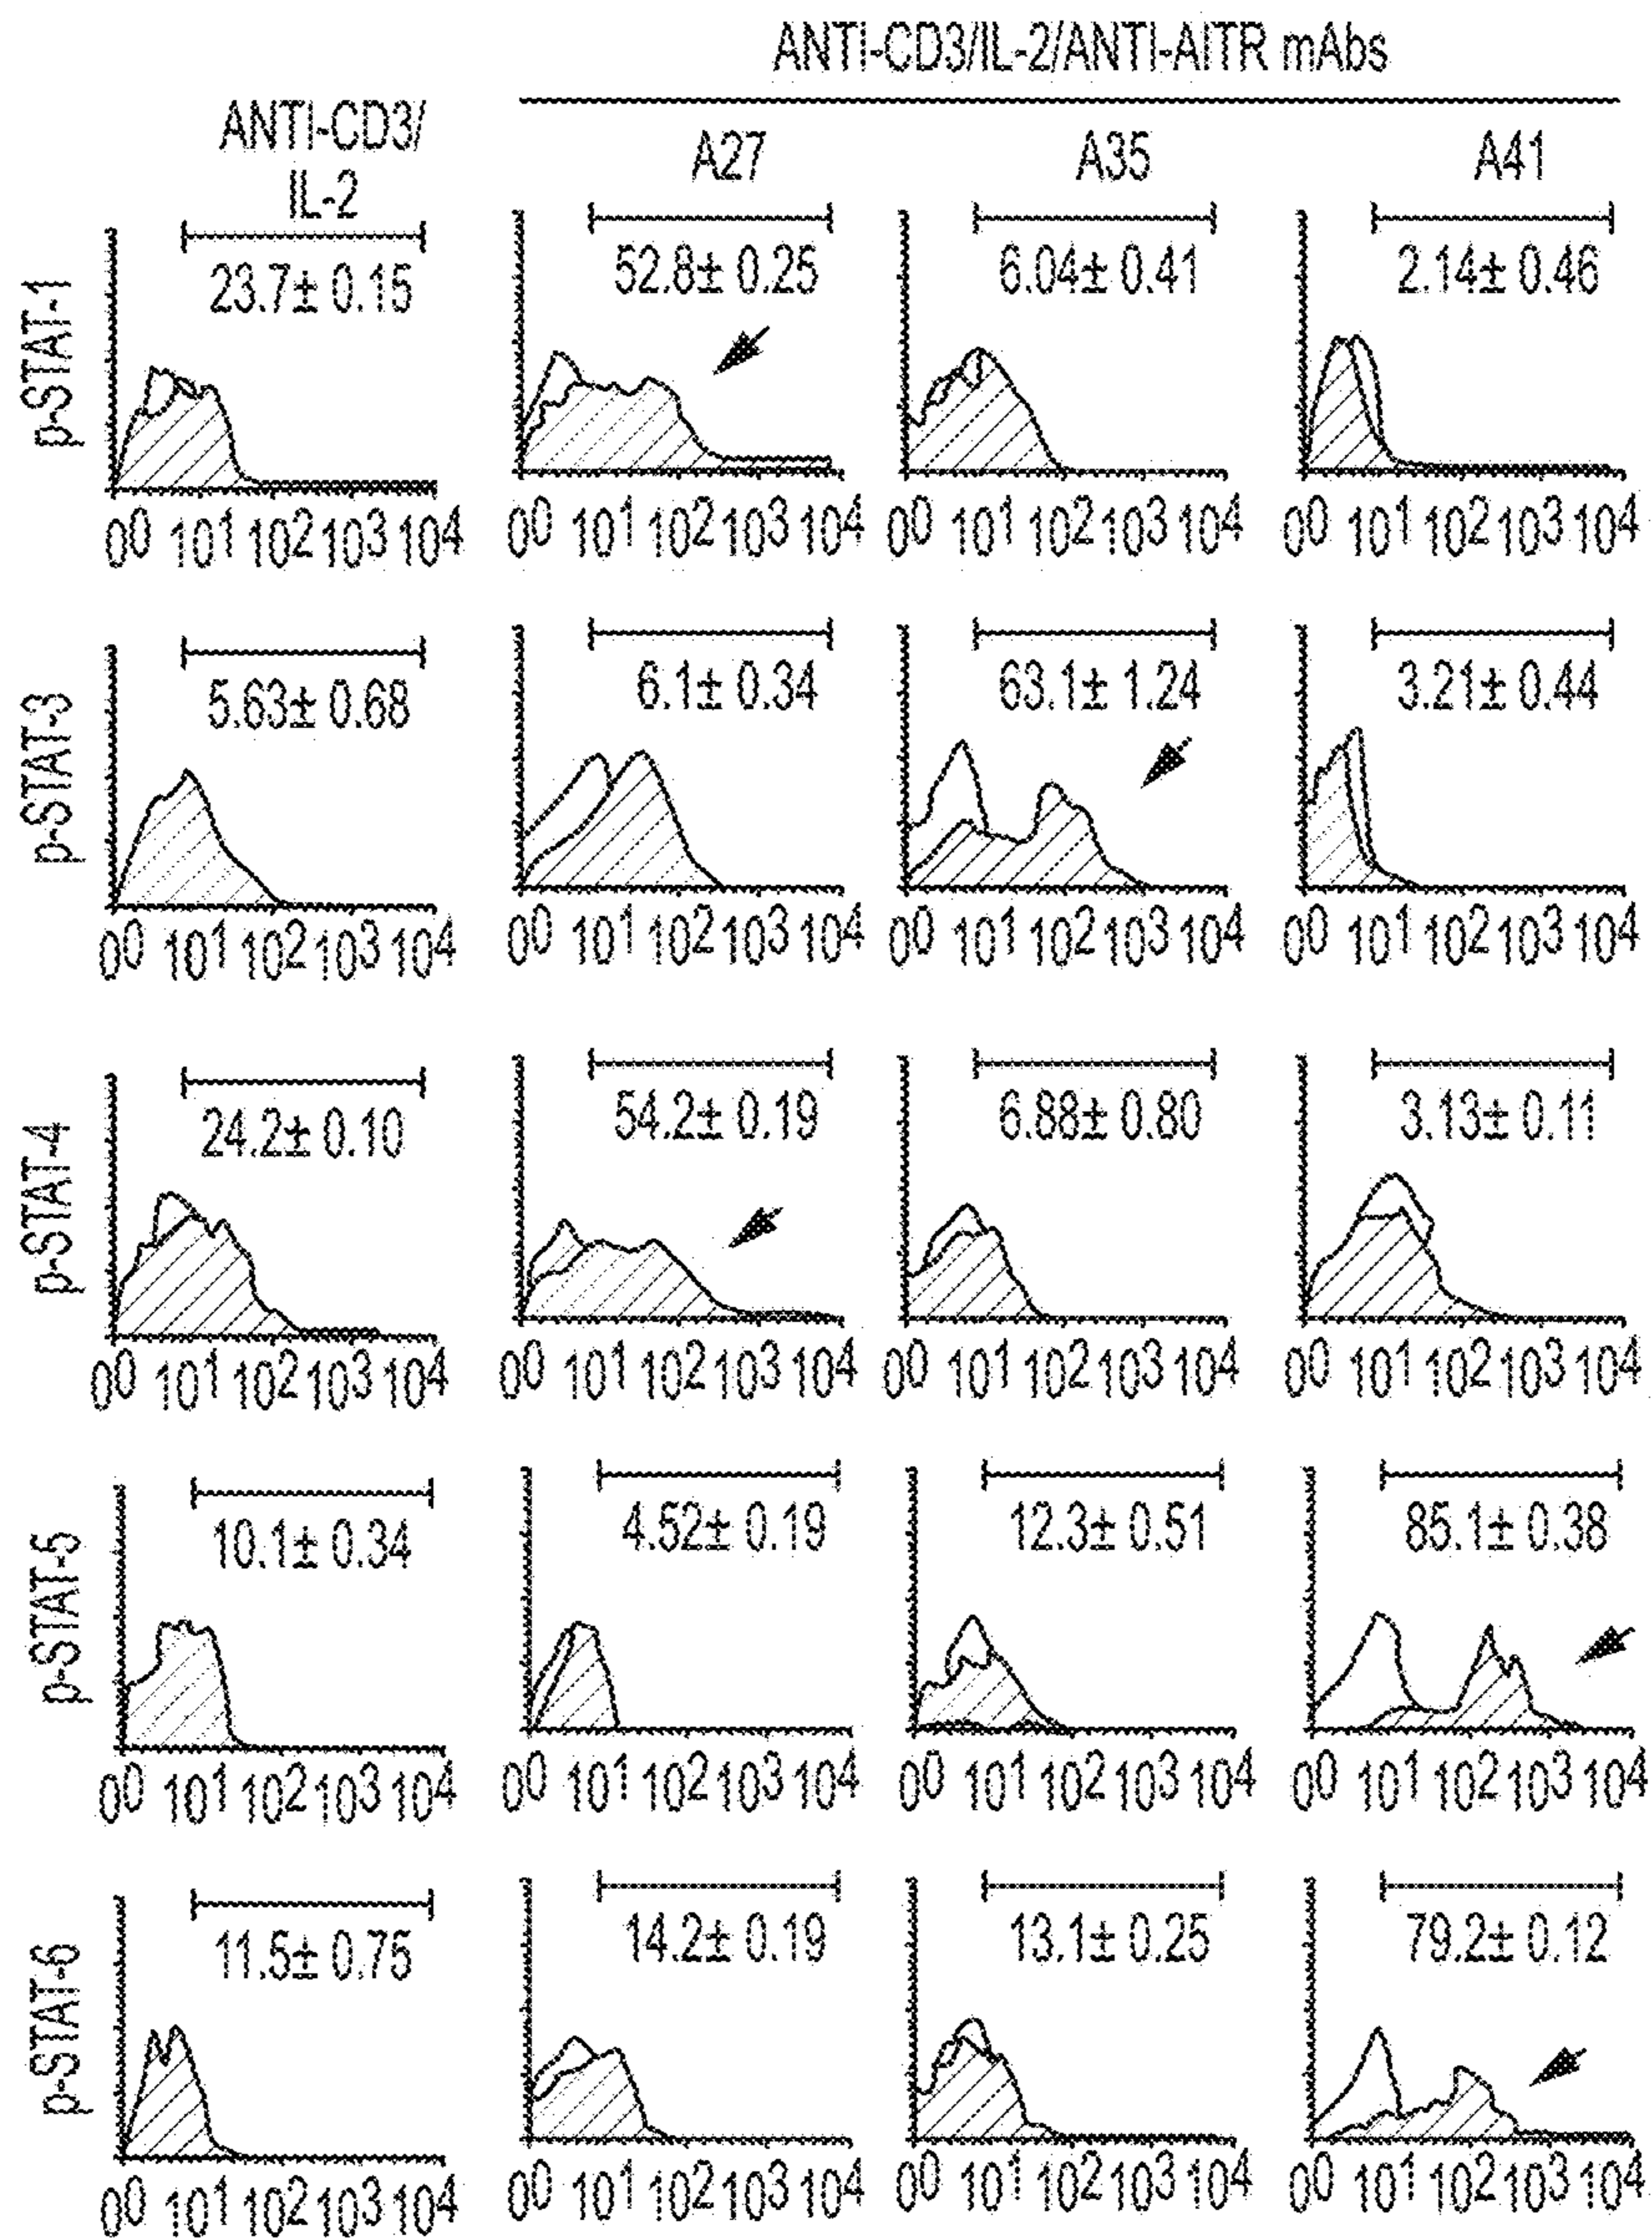 ANTI-CD3/IL-2/ANTI-AITR mAbs
ANTI-CD3/
IL-2
A27
A35
A41
p-STAT-1
23.7± 0.15
52.8± 0.25
6.04± 0.41
2.14± 0.46
0⁰ 10¹ 10² 10³ 10⁴
0⁰ 10¹ 10² 10³ 10⁴
0⁰ 10¹ 10² 10³ 10⁴
0⁰ 10¹ 10² 10³ 10⁴
p-STAT-3
5.63± 0.68
6.1± 0.34
63.1± 1.24
3.21± 0.44
0⁰ 10¹ 10² 10³ 10⁴
0⁰ 10¹ 10² 10³ 10⁴
0⁰ 10¹ 10² 10³ 10⁴
0⁰ 10¹ 10² 10³ 10⁴
p-STAT-4
24.2± 0.10
54.2± 0.19
6.88± 0.80
3.13± 0.11
0⁰ 10¹ 10² 10³ 10⁴
0⁰ 10¹ 10² 10³ 10⁴
0⁰ 10¹ 10² 10³ 10⁴
0⁰ 10¹ 10² 10³ 10⁴
p-STAT-5
10.1± 0.34
4.52± 0.19
12.3± 0.51
85.1± 0.38
0⁰ 10¹ 10² 10³ 10⁴
0⁰ 10¹ 10² 10³ 10⁴
0⁰ 10¹ 10² 10³ 10⁴
0⁰ 10¹ 10² 10³ 10⁴
p-STAT-6
11.5± 0.75
14.2± 0.19
13.1± 0.25
79.2± 0.12
0⁰ 10¹ 10² 10³ 10⁴
0⁰ 10¹ 10² 10³ 10⁴
0⁰ 10¹ 10² 10³ 10⁴
0⁰ 10¹ 10² 10³ 10⁴